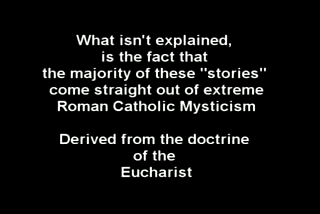 What isn't explained,
is the fact that
the majority of these "stories"
come straight out of extreme
Roman Catholic Mysticism
Derived from the doctrine
of the
Eucharist